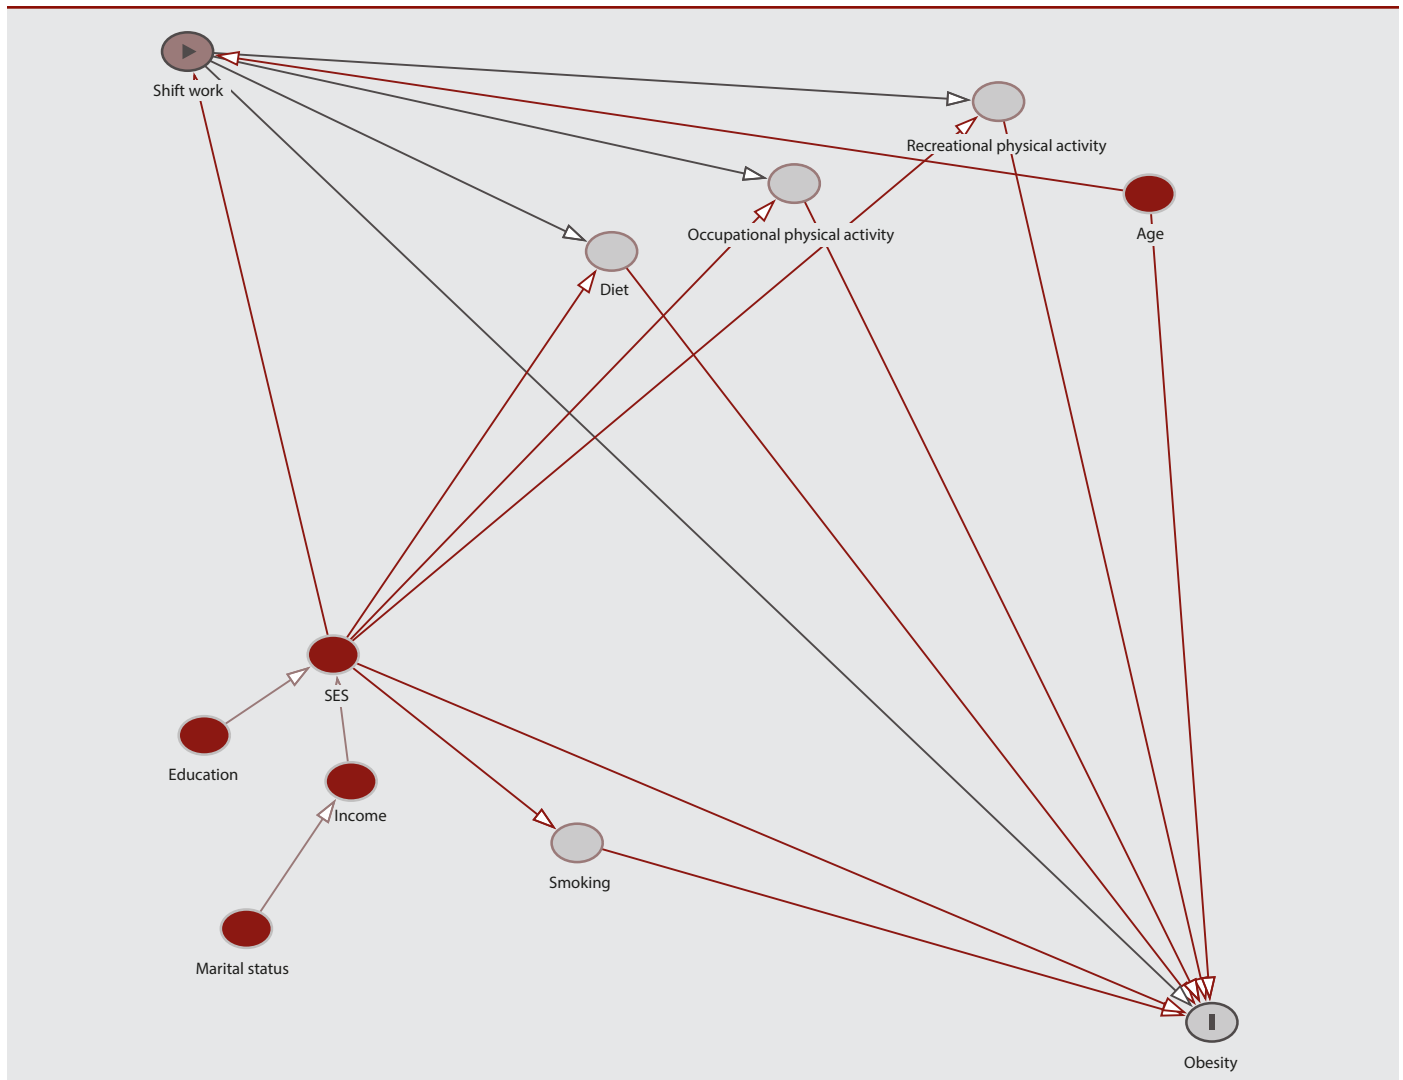 Shift work
Recreational physical activity
Occupational physical activity
Age
Diet
SES
Education
Income
Smoking
Marital status
Obesity